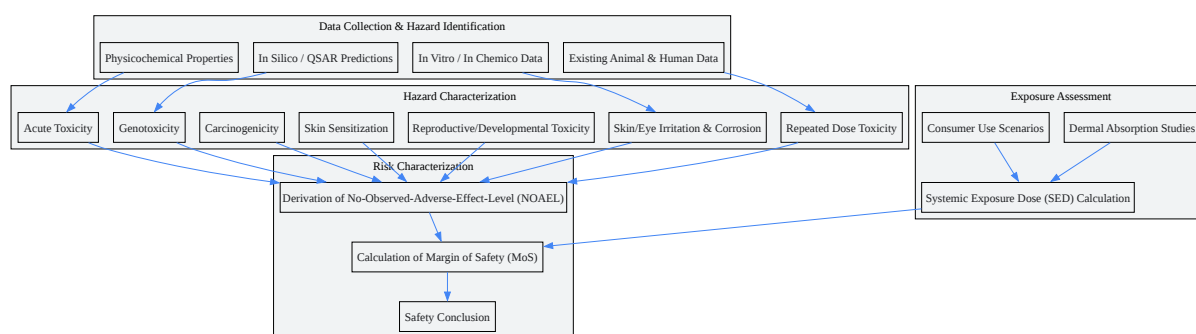 Data Collection & Hazard Identification
Physicochemical Properties
In Silico / QSAR Predictions
In Vitro / In Chemico Data
Existing Animal & Human Data
Hazard Characterization
Acute Toxicity
Genotoxicity
Carcinogenicity
Skin Sensitization
Reproductive/Developmental Toxicity
Skin/Eye Irritation & Corrosion
Repeated Dose Toxicity
Exposure Assessment
Consumer Use Scenarios
Dermal Absorption Studies
Systemic Exposure Dose (SED) Calculation
Risk Characterization
Derivation of No-Observed-Adverse-Effect-Level (NOAEL)
Calculation of Margin of Safety (MoS)
Safety Conclusion